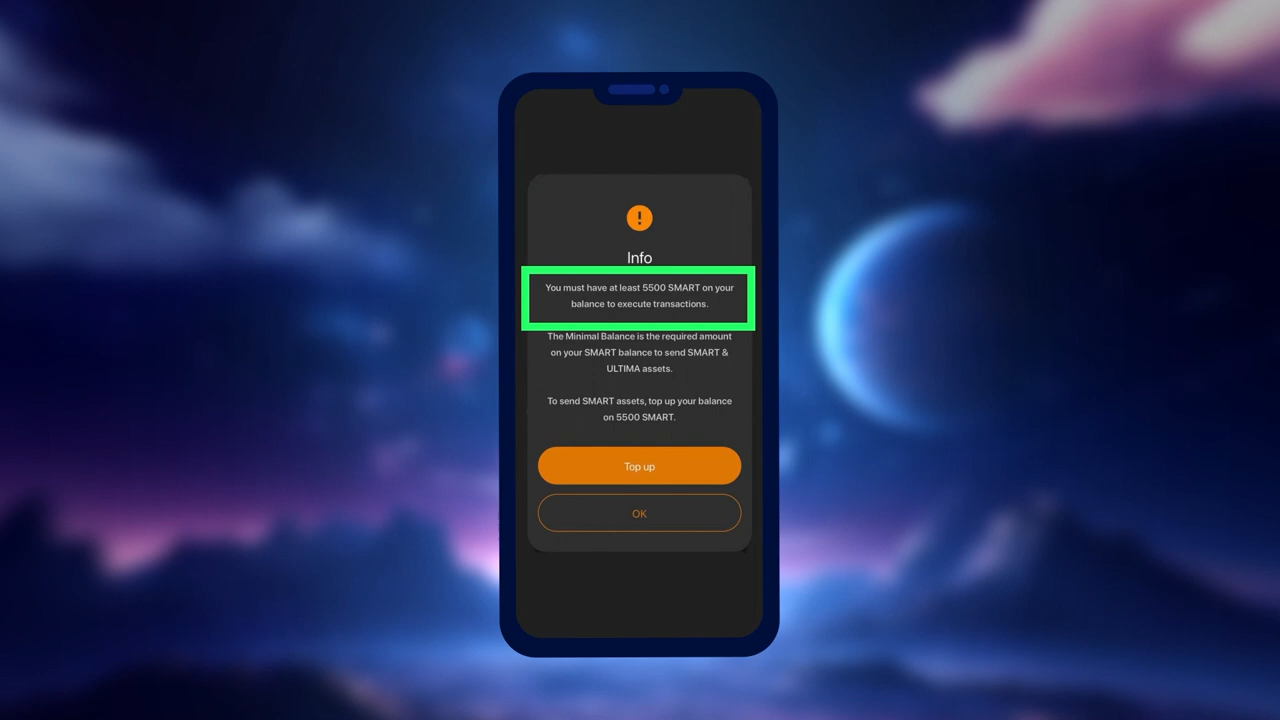 Info
You must have at least 5500 SMART on your
balance to execute transactions.
The Minimal Balance is the required amount
on your SMART balance to send SMART &
ULTIMA assets.
To send SMART assets, top up your balance
on 5500 SMART.
Top up
OK